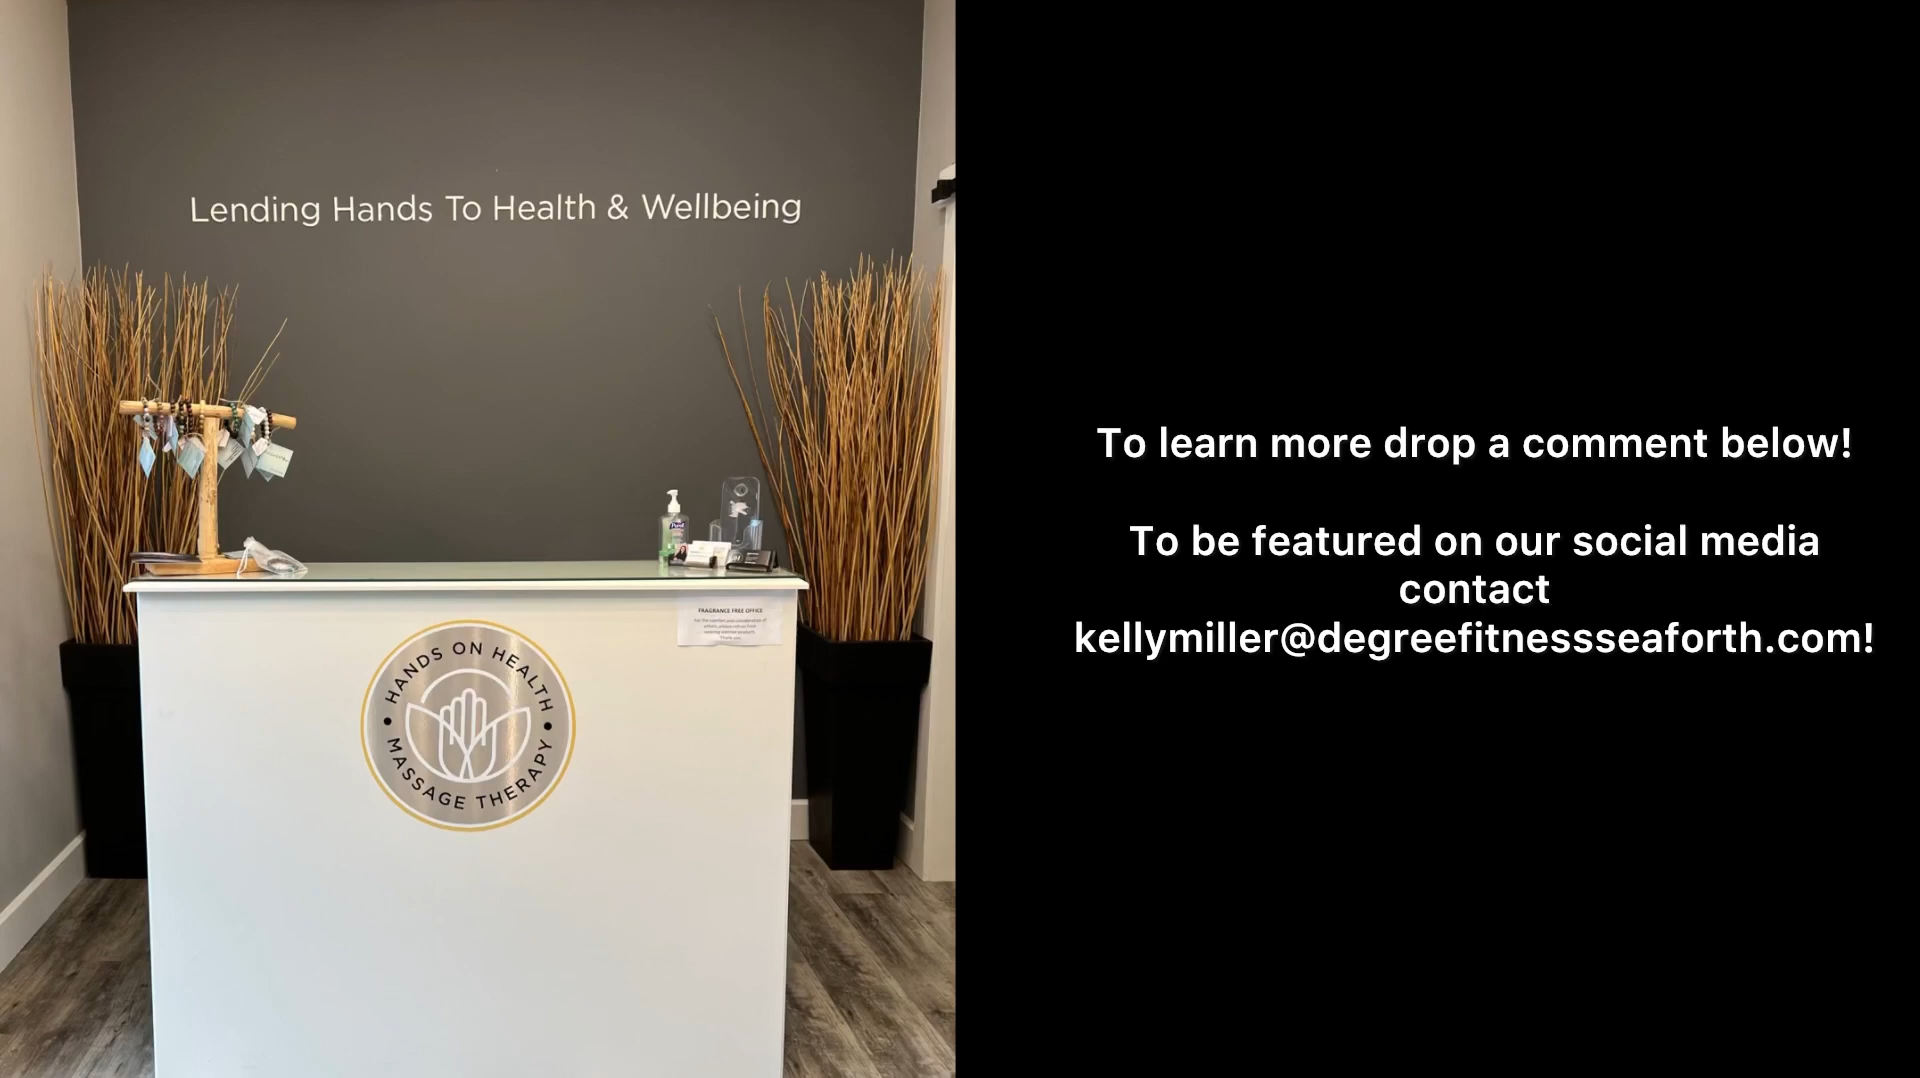 Lending Hands To Health & Wellbeing
Purell
FRAGRANCE FREE OFFICE
HANDS ON HEALTH
MASSAGE THERAPY
To learn more drop a comment below!
To be featured on our social media
contact
kellymiller@degreefitnessseaforth.com!